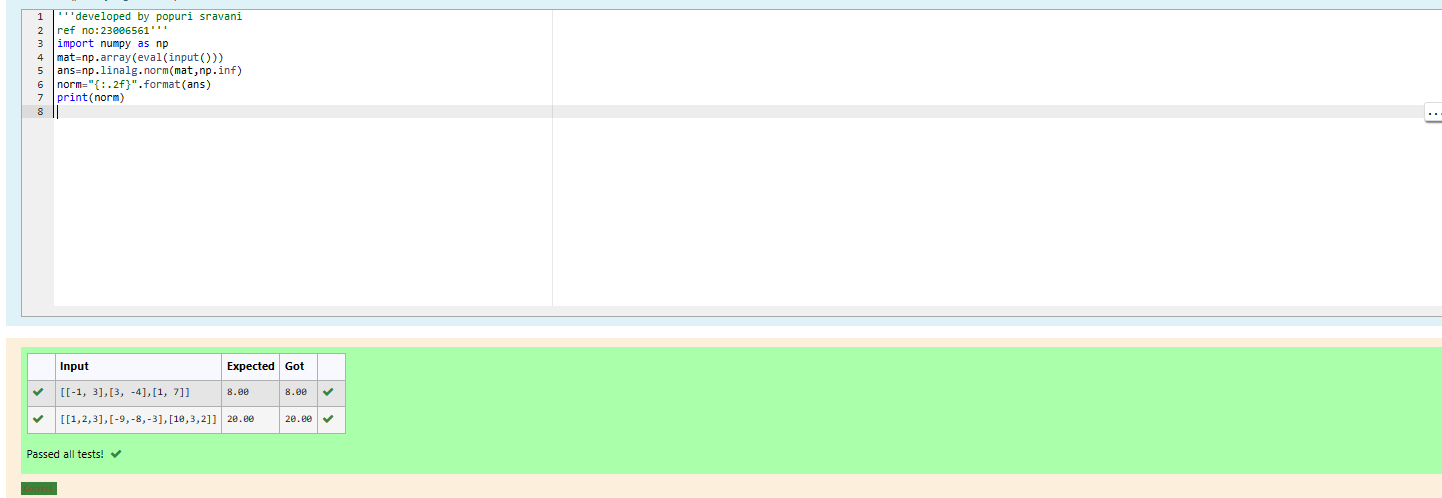 1 '''developed by popuri sravani
2 ref no:23006561'''
3 import numpy as np
4 mat=np.array(eval(input()))
5 ans=np.linalg.norm(mat,np.inf)
6 norm="{:.2f}".format(ans)
7 print(norm)
8
Input Expected Got
[[-1, 3],[3, -4],[1, 7]] 8.00 8.00
[[1,2,3],[-9,-8,-3],[10,3,2]] 20.00 20.00
Passed all tests!